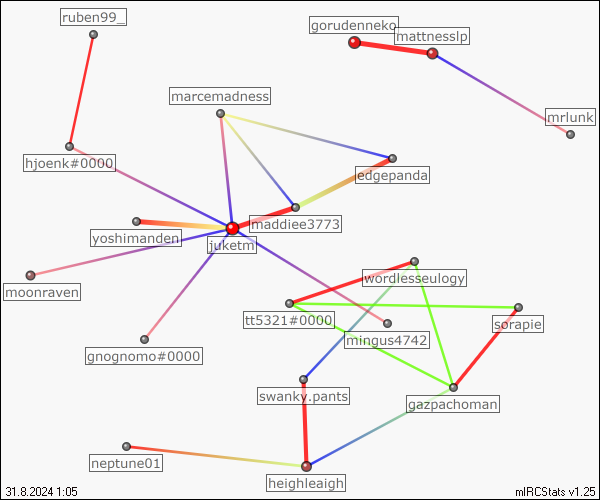 ruben99_
gorudenneko
mattnesslp
marcemadness
mrlunk
hjoenk#0000
edgepanda
maddiee3773
yoshimanden
juketm
wordlesseulogy
moonraven
tt5321#0000
sorapie
mingus4742
gnognomo#0000
swanky.pants
gazpachoman
neptune01
heighleaigh
31.8.2024 1:05
mIRCStats v1.25